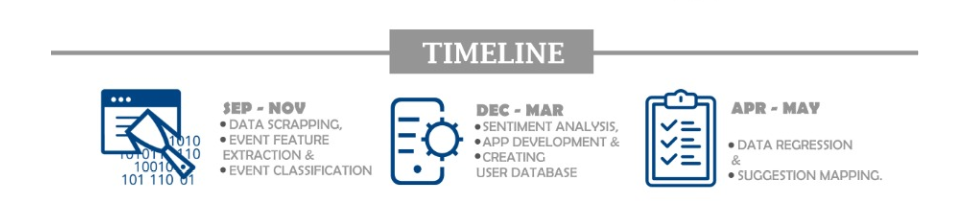 TIMELINE
SEP - NOV
• DATA SCRAPPING,
• EVENT FEATURE
EXTRACTION &
• EVENT CLASSIFICATION
1010
10010
101 110 01
DEC - MAR
• SENTIMENT ANALYSIS,
• APP DEVELOPMENT &
• CREATING
USER DATABASE
APR - MAY
• DATA REGRESSION
&
• SUGGESTION MAPPING.